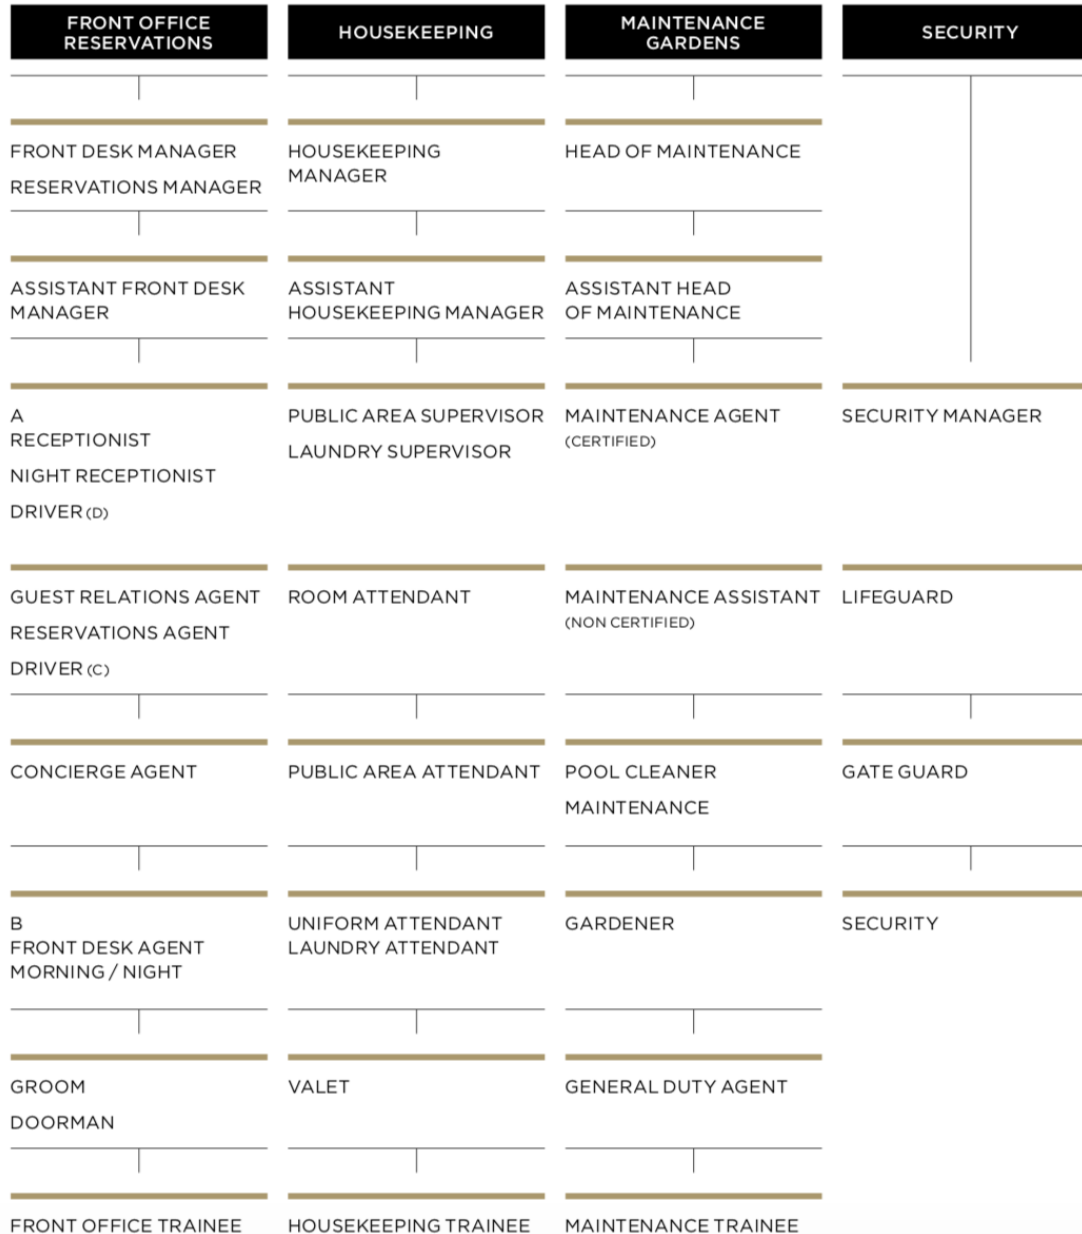 FRONT OFFICE
RESERVATIONS
HOUSEKEEPING
MAINTENANCE
GARDENS
SECURITY
FRONT DESK MANAGER
RESERVATIONS MANAGER
HOUSEKEEPING
MANAGER
HEAD OF MAINTENANCE
ASSISTANT FRONT DESK
MANAGER
ASSISTANT
HOUSEKEEPING MANAGER
ASSISTANT HEAD
OF MAINTENANCE
A
RECEPTIONIST
NIGHT RECEPTIONIST
DRIVER (D)
PUBLIC AREA SUPERVISOR
LAUNDRY SUPERVISOR
MAINTENANCE AGENT
(CERTIFIED)
SECURITY MANAGER
GUEST RELATIONS AGENT
RESERVATIONS AGENT
DRIVER (C)
ROOM ATTENDANT
MAINTENANCE ASSISTANT
(NON CERTIFIED)
LIFEGUARD
CONCIERGE AGENT
PUBLIC AREA ATTENDANT
POOL CLEANER
MAINTENANCE
GATE GUARD
B
FRONT DESK AGENT
MORNING / NIGHT
UNIFORM ATTENDANT
LAUNDRY ATTENDANT
GARDENER
SECURITY
GROOM
DOORMAN
VALET
GENERAL DUTY AGENT
FRONT OFFICE TRAINEE
HOUSEKEEPING TRAINEE
MAINTENANCE TRAINEE